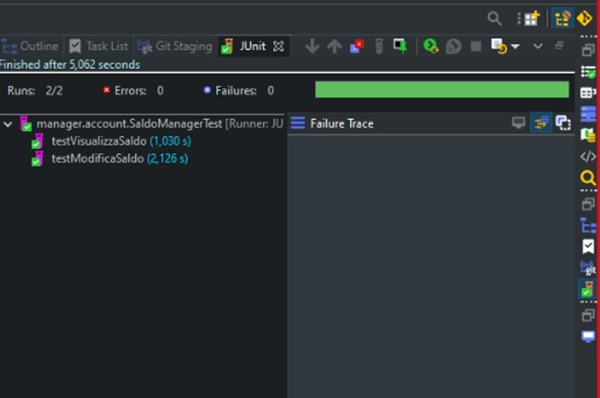 Outline Task List Git Staging JUnit
Finished after 5,062 seconds
Runs: 2/2 Errors: 0 Failures: 0
manager.account.SaldoManagerTest [Runner: JU
Failure Trace
testVisualizzaSaldo (1,030 s)
testModificaSaldo (2,126 s)
git